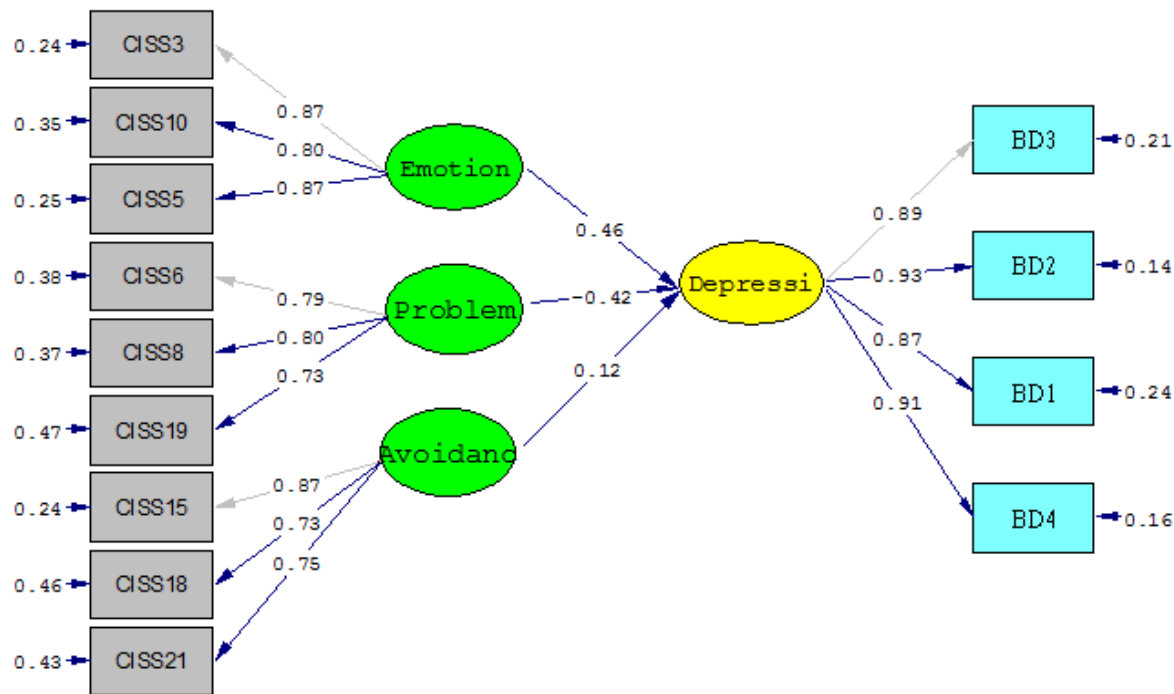 0.24
CISS3
0.87
0.35
CISS10
0.80
0.25
CISS5
0.87
0.38
CISS6
0.79
0.37
CISS8
0.80
0.47
CISS19
0.73
0.24
CISS15
0.87
0.46
CISS18
0.73
0.43
CISS21
0.75
Emotion
0.46
Problem
-0.42
Avoidanc
0.12
Depressi
0.89
BD3
0.21
0.93
BD2
0.14
0.87
BD1
0.24
0.91
BD4
0.16